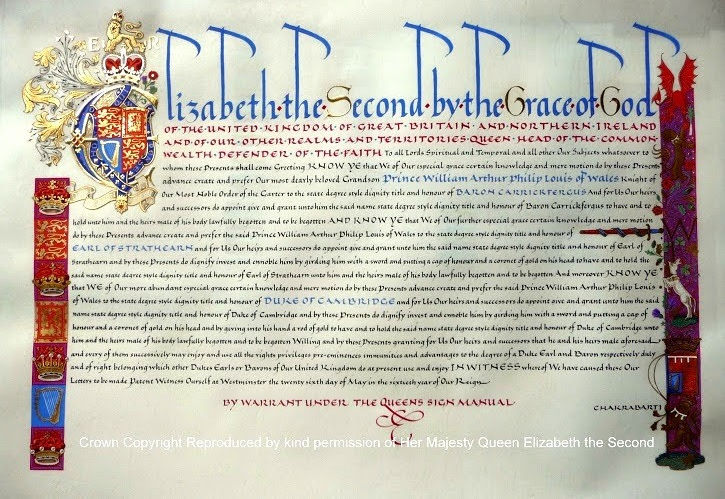 E R
Elizabeth·the·Second·by·the·Grace·of·God
OF·THE·UNITED·KINGDOM·OF·GREAT·BRITAIN·AND·NORTHERN·IRELAND
AND·OF·OUR·OTHER·REALMS·AND·TERRITORIES·QUEEN·HEAD·OF·THE·COMMON
WEALTH·DEFENDER·OF·THE·FAITH· To all Lords Spiritual and Temporal and all other Our Subjects whatsoever to
whom these Presents shall come Greeting KNOW YE that We of Our especial grace certain knowledge and mere motion do by these Presents
advance create and prefer Our most dearly beloved Grandson Prince William Arthur Philip Louis of Wales Knight of
Our Most Noble Order of the Garter to the state degree style dignity title and honour of BARON CARRICKFERGUS And for Us Our heirs
and successors do appoint give and grant unto him the said name state degree style dignity title and honour of Baron Carrickfergus to have and to
hold unto him and the heirs male of his body lawfully begotten and to be begotten AND KNOW YE that We of Our further especial grace certain knowledge and mere motion
do by these Presents advance create and prefer the said Prince William Arthur Philip Louis of Wales to the state degree style dignity title and honour of
EARL OF STRATHEARN and for Us Our heirs and successors do appoint give and grant unto him the said name state degree style dignity title and honour of Earl of
Strathearn and by these Presents do dignify invest and ennoble him by girding him with a sword and putting a cap of honour and a coronet of gold on his head to have and to hold the
said name state degree style dignity title and honour of Earl of Strathearn unto him and the heirs male of his body lawfully begotten and to be begotten And moreover KNOW YE
that WE of Our more abundant especial grace certain knowledge and mere motion do by these Presents advance create and prefer the said Prince William Arthur Philip Louis
of Wales to the state degree style dignity title and honour of DUKE OF CAMBRIDGE and for Us Our heirs and successors do appoint give and grant unto him the said
name state degree style dignity title and honour of Duke of Cambridge and by these Presents do dignify invest and ennoble him by girding him with a sword and putting a cap of
honour and a coronet of gold on his head and by giving into his hand a rod of gold to have and to hold the said name state degree style dignity title and honour of Duke of Cambridge unto
him and the heirs male of his body lawfully begotten and to be begotten Willing and by these Presents granting for Us Our heirs and successors that he and his heirs male aforesaid
and every of them successively may enjoy and use all the rights privileges pre-eminences immunities and advantages to the degree of a Duke Earl and Baron respectively duly
and of right belonging which other Dukes Earls or Barons of Our United Kingdom do at present use and enjoy IN WITNESS whereof We have caused these Our
Letters to be made Patent Witness Ourself at Westminster the twenty sixth day of May in the sixtieth year of Our Reign
BY WARRANT UNDER THE QUEENS SIGN MANUAL
CHAKRABARTI
Crown Copyright Reproduced by kind permission of Her Majesty Queen Elizabeth the Second